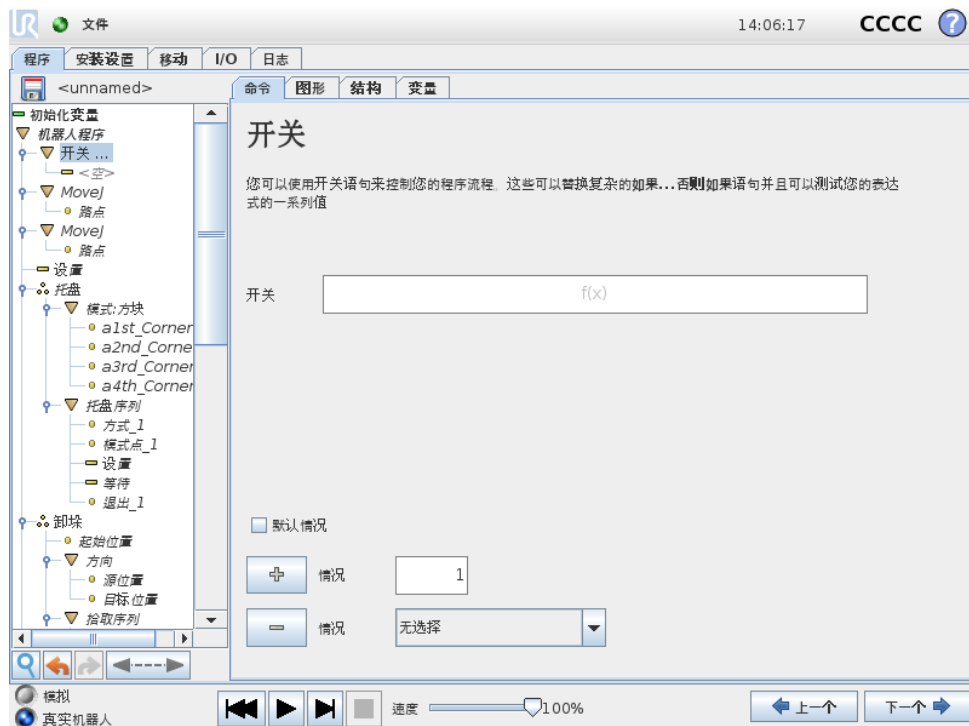 UR 文件 14:06:17 CCCC ?
程序 安装设置 移动 I/O 日志
<unnamed>
命令 图形 结构 变量
初始化变量
机器人程序
开关 ...
<空>
MoveJ
路点
MoveJ
路点
设置
托盘
模式:方块
a1st_Corner
a2nd_Corne
a3rd_Corner
a4th_Corner
托盘序列
方式_1
模式点_1
设置
等待
退出_1
卸垛
起始位置
方向
源位置
目标位置
拾取序列
开关
您可以使用开关语句来控制您的程序流程。这些可以替换复杂的如果...否则如果语句并且可以测试您的表达
式的一系列值
开关 f(x)
默认情况
情况 1
情况 无选择
模拟
真实机器人
速度 100%
上一个 下一个